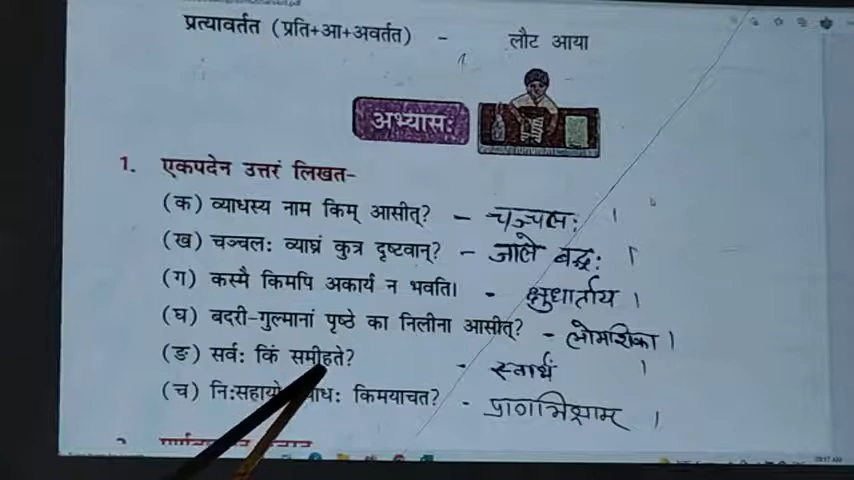 प्रत्यावर्तत (प्रति+आ+अवर्तत) - लौट आया
अभ्यासः
1. एकपदेन उत्तरं लिखत-
(क) व्याधस्य नाम किम् आसीत्? - चञ्चलः ।
(ख) चञ्चलः व्याघ्रं कुत्र दृष्टवान्? - जाले बद्धः ।
(ग) कस्मै किमपि अकार्यं न भवति। - क्षुधार्ताय ।
(घ) बदरी-गुल्मानां पृष्ठे का निलीना आसीत्? - लोमशिका ।
(ङ) सर्वः किं समीहते? - स्वार्थं ।
(च) निःसहायो व्याधः किमयाचत? - प्राणभिक्षाम् ।